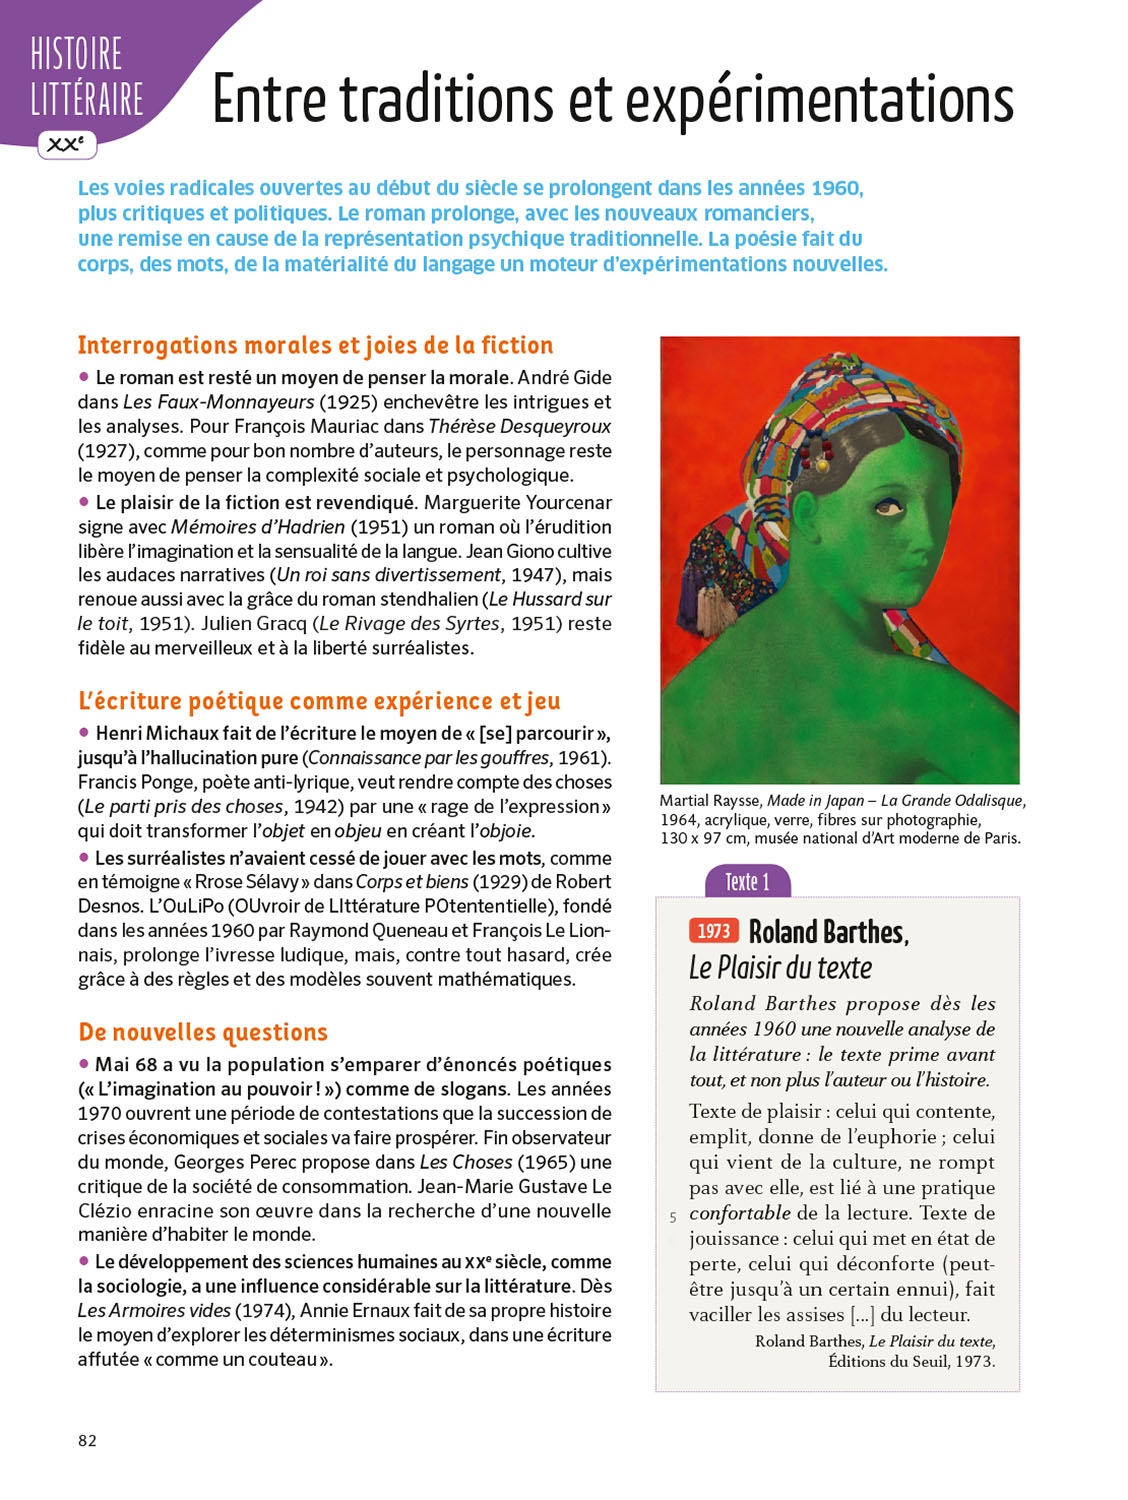 HISTOIRE
LITTÉRAIRE
XXe
Entre traditions et expérimentations
Les voies radicales ouvertes au début du siècle se prolongent dans les années 1960,
plus critiques et politiques. Le roman prolonge, avec les nouveaux romanciers,
une remise en cause de la représentation psychique traditionnelle. La poésie fait du
corps, des mots, de la matérialité du langage un moteur d’expérimentations nouvelles.
Interrogations morales et joies de la fiction
• Le roman est resté un moyen de penser la morale. André Gide
dans Les Faux-Monnayeurs (1925) enchevêtre les intrigues et
les analyses. Pour François Mauriac dans Thérèse Desqueyroux
(1927), comme pour bon nombre d’auteurs, le personnage reste
le moyen de penser la complexité sociale et psychologique.
• Le plaisir de la fiction est revendiqué. Marguerite Yourcenar
signe avec Mémoires d’Hadrien (1951) un roman où l’érudition
libère l’imagination et la sensualité de la langue. Jean Giono cultive
les audaces narratives (Un roi sans divertissement, 1947), mais
renoue aussi avec la grâce du roman stendhalien (Le Hussard sur
le toit, 1951). Julien Gracq (Le Rivage des Syrtes, 1951) reste
fidèle au merveilleux et à la liberté surréalistes.
L’écriture poétique comme expérience et jeu
• Henri Michaux fait de l’écriture le moyen de « [se] parcourir »,
jusqu’à l’hallucination pure (Connaissance par les gouffres, 1961).
Francis Ponge, poète anti-lyrique, veut rendre compte des choses
(Le parti pris des choses, 1942) par une « rage de l’expression »
qui doit transformer l’objet en objeu en créant l’objoie.
• Les surréalistes n’avaient cessé de jouer avec les mots, comme
en témoigne « Rrose Sélavy » dans Corps et biens (1929) de Robert
Desnos. L’OuLiPo (OUvroir de LIttérature POtententielle), fondé
dans les années 1960 par Raymond Queneau et François Le Lion-
nais, prolonge l’ivresse ludique, mais, contre tout hasard, crée
grâce à des règles et des modèles souvent mathématiques.
De nouvelles questions
• Mai 68 a vu la population s’emparer d’énoncés poétiques
(« L’imagination au pouvoir ! ») comme de slogans. Les années
1970 ouvrent une période de contestations que la succession de
crises économiques et sociales va faire prospérer. Fin observateur
du monde, Georges Perec propose dans Les Choses (1965) une
critique de la société de consommation. Jean-Marie Gustave Le
Clézio enracine son œuvre dans la recherche d’une nouvelle
manière d’habiter le monde.
• Le développement des sciences humaines au XXe siècle, comme
la sociologie, a une influence considérable sur la littérature. Dès
Les Armoires vides (1974), Annie Ernaux fait de sa propre histoire
le moyen d’explorer les déterminismes sociaux, dans une écriture
affutée « comme un couteau ».
Martial Raysse, Made in Japan – La Grande Odalisque,
1964, acrylique, verre, fibres sur photographie,
130 x 97 cm, musée national d’Art moderne de Paris.
Texte 1
1973 Roland Barthes,
Le Plaisir du texte
Roland Barthes propose dès les
années 1960 une nouvelle analyse de
la littérature : le texte prime avant
tout, et non plus l’auteur ou l’histoire.
Texte de plaisir : celui qui contente,
emplit, donne de l’euphorie ; celui
qui vient de la culture, ne rompt
pas avec elle, est lié à une pratique
5 confortable de la lecture. Texte de
jouissance : celui qui met en état de
perte, celui qui déconforte (peut-
être jusqu’à un certain ennui), fait
vaciller les assises [...] du lecteur.
Roland Barthes, Le Plaisir du texte,
Éditions du Seuil, 1973.
82